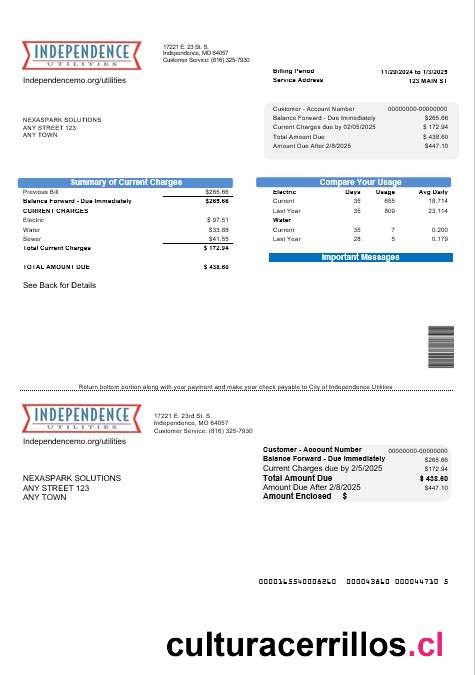 INDEPENDENCE
UTILITIES
Independencemo.org/utilities
17221 E. 23 St. S.
Independence, MO 64057
Customer Service: (816) 325-7930
Billing Period 11/29/2024 to 1/3/2025
Service Address 123 MAIN ST
NEXASPARK SOLUTIONS
ANY STREET 123
ANY TOWN
Customer - Account Number 00000000-00000000
Balance Forward - Due Immediately $265.66
Current Charges due by 02/05/2025 $ 172.94
Total Amount Due $ 438.60
Amount Due After 2/8/2025 $447.10
Summary of Current Charges
Previous Bill $265.66
Balance Forward - Due Immediately $265.66
CURRENT CHARGES
Electric $ 97.51
Water $33.88
Sewer $41.55
Total Current Charges $ 172.94
TOTAL AMOUNT DUE $ 438.60
See Back for Details
Compare Your Usage
Electric Days Usage Avg Daily
Current 35 655 18.714
Last Year 35 809 23.114
Water
Current 35 7 0.200
Last Year 28 5 0.179
Important Messages
Return bottom portion along with your payment and make your check payable to City of Independence Utilities
INDEPENDENCE
UTILITIES
Independencemo.org/utilities
17221 E. 23rd St. S.
Independence, MO 64057
Customer Service: (816) 325-7930
Customer - Account Number 00000000-00000000
Balance Forward - Due Immediately $265.66
Current Charges due by 2/5/2025 $172.94
Total Amount Due $ 438.60
Amount Due After 2/8/2025 $447.10
Amount Enclosed $
NEXASPARK SOLUTIONS
ANY STREET 123
ANY TOWN
0000165540008260 0000043860 000044710 5
culturacerrillos.cl